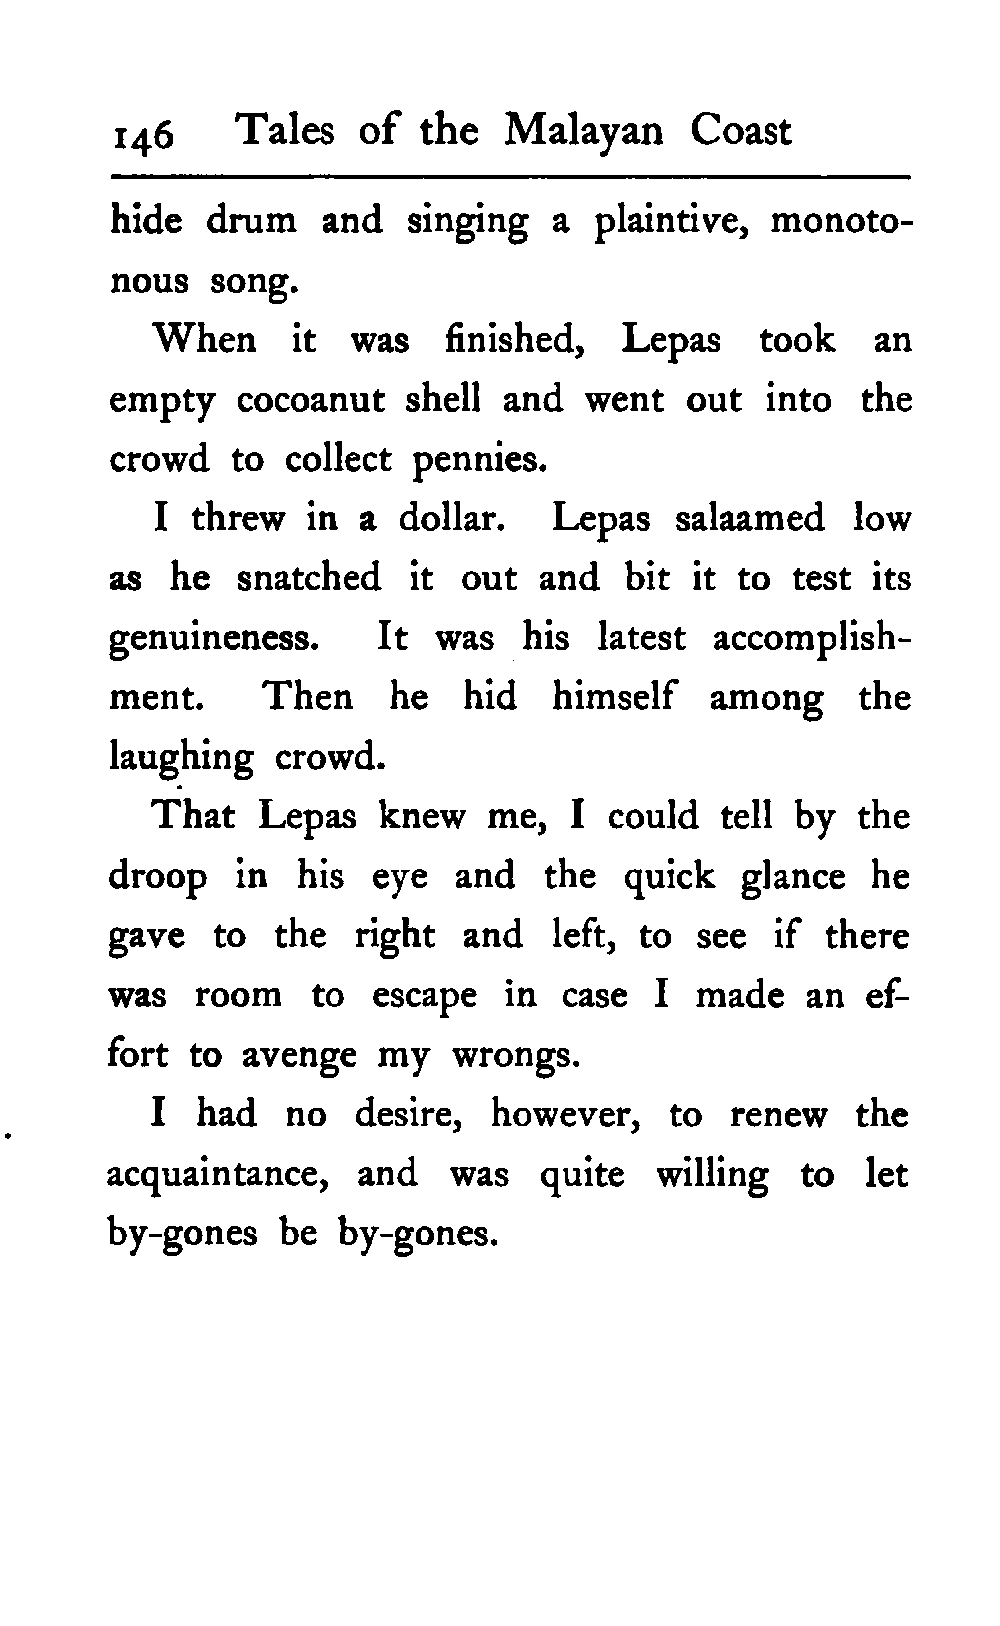 146 Tales of the Malayan Coast
hide drum and singing a plaintive, monoto-
nous song.
When it was finished, Lepas took an
empty cocoanut shell and went out into the
crowd to collect pennies.
I threw in a dollar. Lepas salaamed low
as he snatched it out and bit it to test its
genuineness. It was his latest accomplish-
ment. Then he hid himself among the
laughing crowd.
That Lepas knew me, I could tell by the
droop in his eye and the quick glance he
gave to the right and left, to see if there
was room to escape in case I made an ef-
fort to avenge my wrongs.
I had no desire, however, to renew the
acquaintance, and was quite willing to let
by-gones be by-gones.